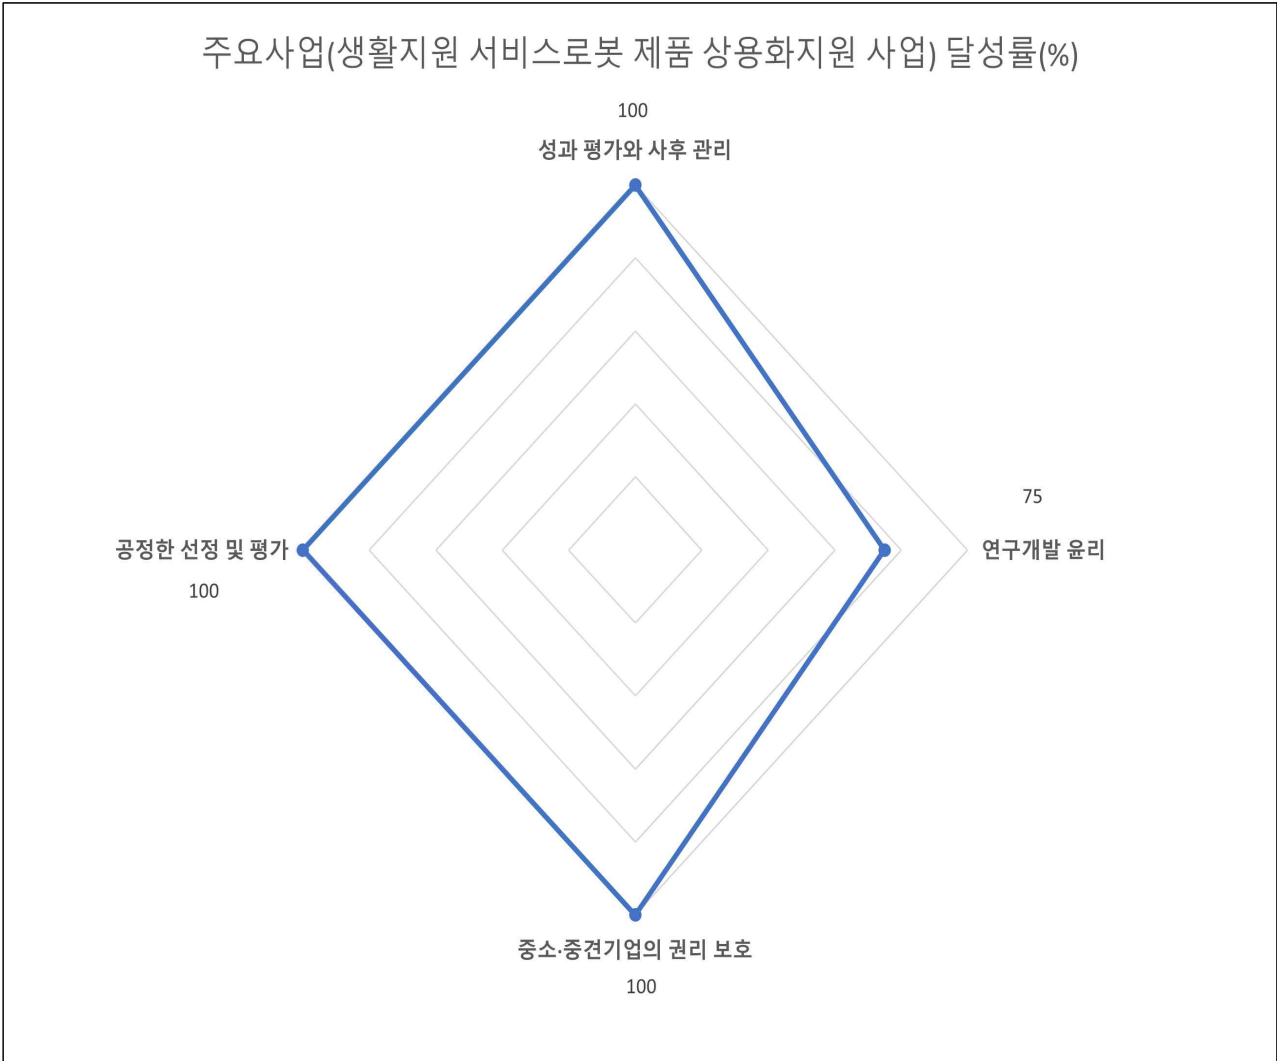 주요사업(생활지원 서비스로봇 제품 상용화지원 사업) 달성률(%)
100
성과 평가와 사후 관리
75
연구개발 윤리
공정한 선정 및 평가
100
중소·중견기업의 권리 보호
100